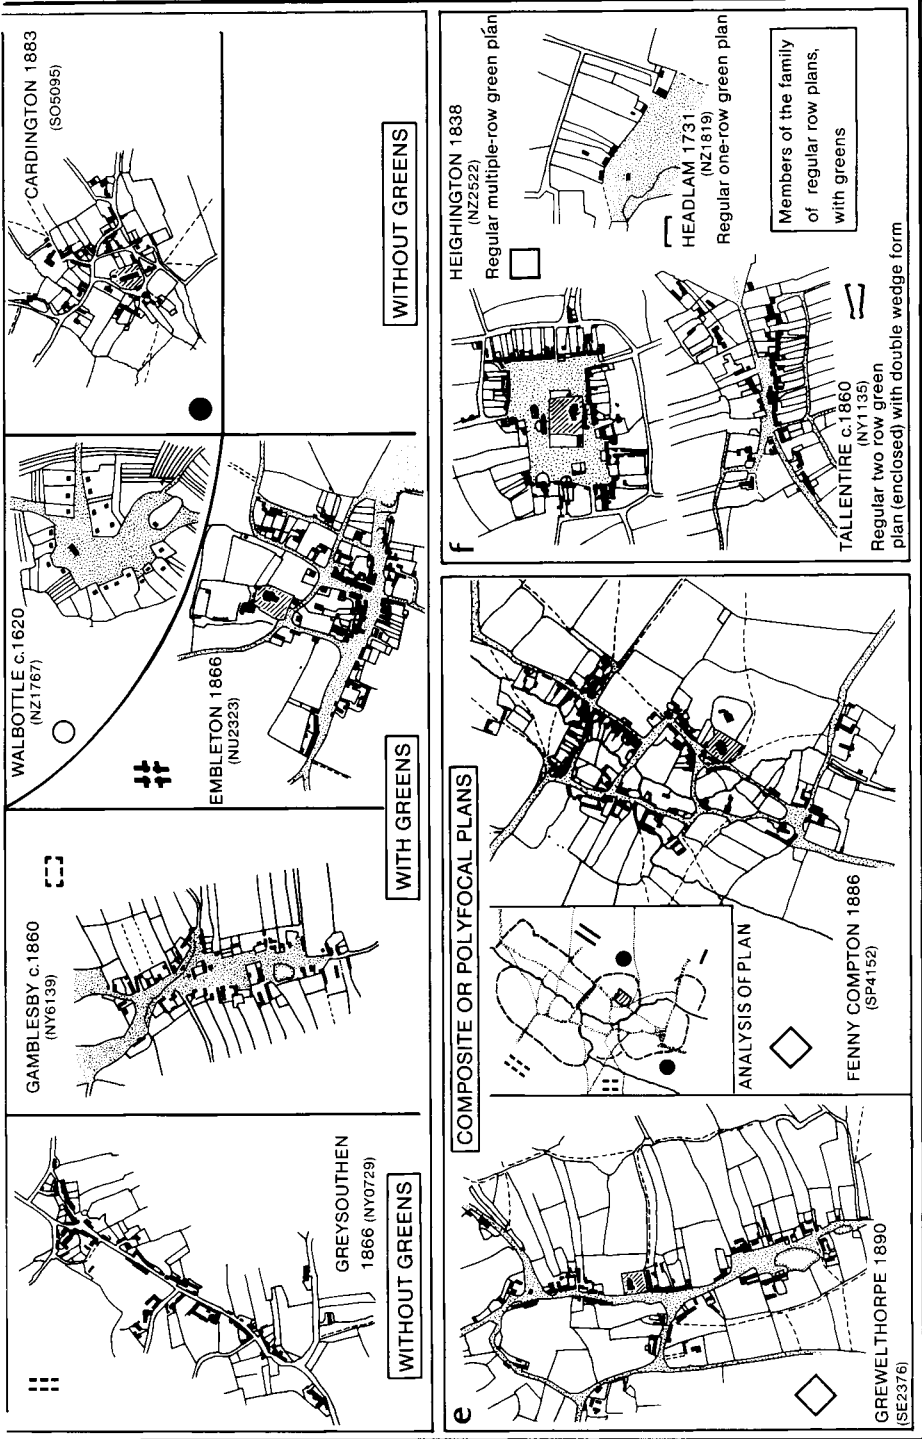 GREYSOUTHEN
1866 (NY0729)
WITHOUT GREENS
GAMBLESBY c.1860
(NY6139)
WITH GREENS
WALBOTTLE c.1620
(NZ1767)
EMBLETON 1866
(NU2323)
CARDINGTON 1883
(SO5095)
WITHOUT GREENS
e
COMPOSITE OR POLYFOCAL PLANS
GREWELTHORPE 1890
(SE2376)
ANALYSIS OF PLAN
FENNY COMPTON 1886
(SP4152)
f
HEIGHINGTON 1838
(NZ2522)
Regular multiple-row green plan
TALLENTIRE c.1860
(NY1135)
Regular two row green
plan (enclosed) with double wedge form
HEADLAM 1731
(NZ1819)
Regular one-row green plan
Members of the family
of regular row plans,
with greens